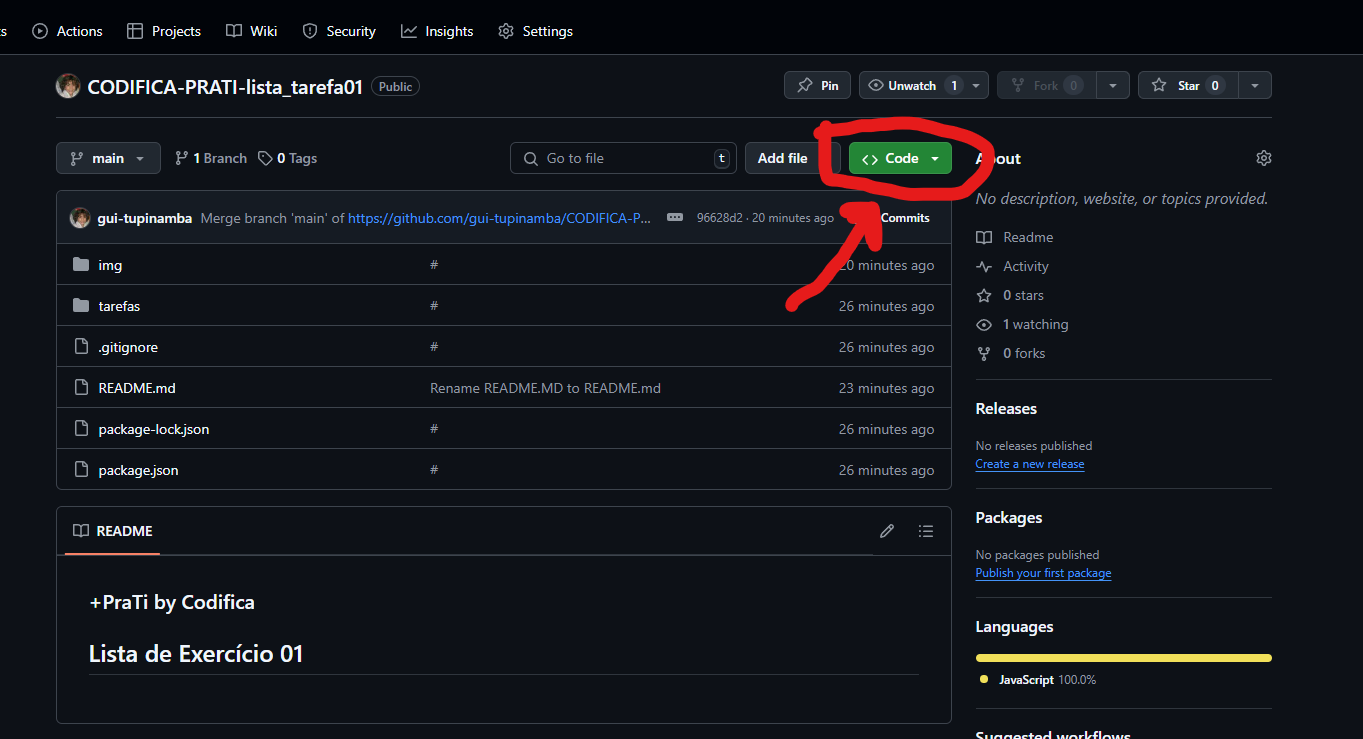 s Actions Projects Wiki Security Insights Settings
CODIFICA-PRATI-lista_tarefa01 Public Pin Unwatch 1 Fork 0 Star 0
main 1 Branch 0 Tags Go to file t Add file <> Code About
No description, website, or topics provided.
gui-tupinamba Merge branch 'main' of https://github.com/gui-tupinamba/CODIFICA-P... 96628d2 · 20 minutes ago Commits
Readme
img # 20 minutes ago
Activity
0 stars
tarefas # 26 minutes ago
1 watching
.gitignore # 26 minutes ago
0 forks
README.md Rename README.MD to README.md 23 minutes ago
Releases
package-lock.json # 26 minutes ago
No releases published
Create a new release
package.json # 26 minutes ago
Packages
README
No packages published
Publish your first package
+PraTi by Codifica
Languages
Lista de Exercício 01
JavaScript 100.0%
Suggested workflows